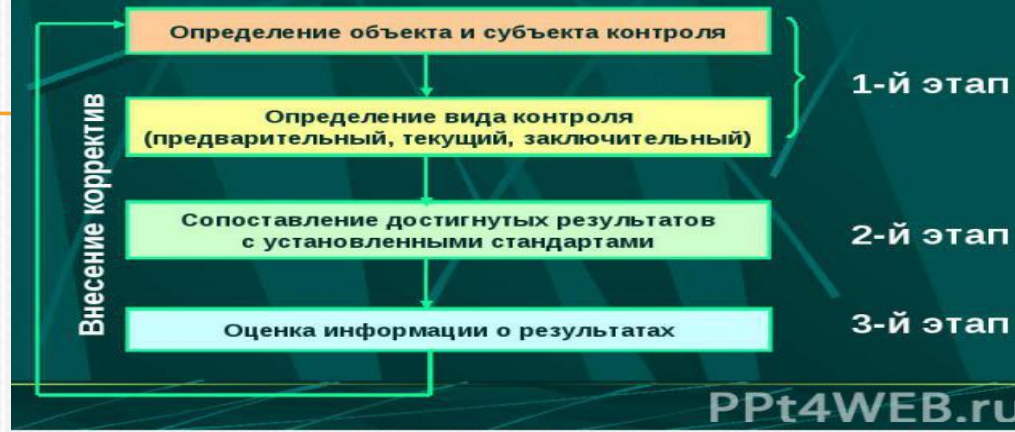 Определение объекта и субъекта контроля
1-й этап
Определение вида контроля
(предварительный, текущий, заключительный)
Внесение корректив
Сопоставление достигнутых результатов
с установленными стандартами
2-й этап
Оценка информации о результатах
3-й этап
PPt4WEB.ru